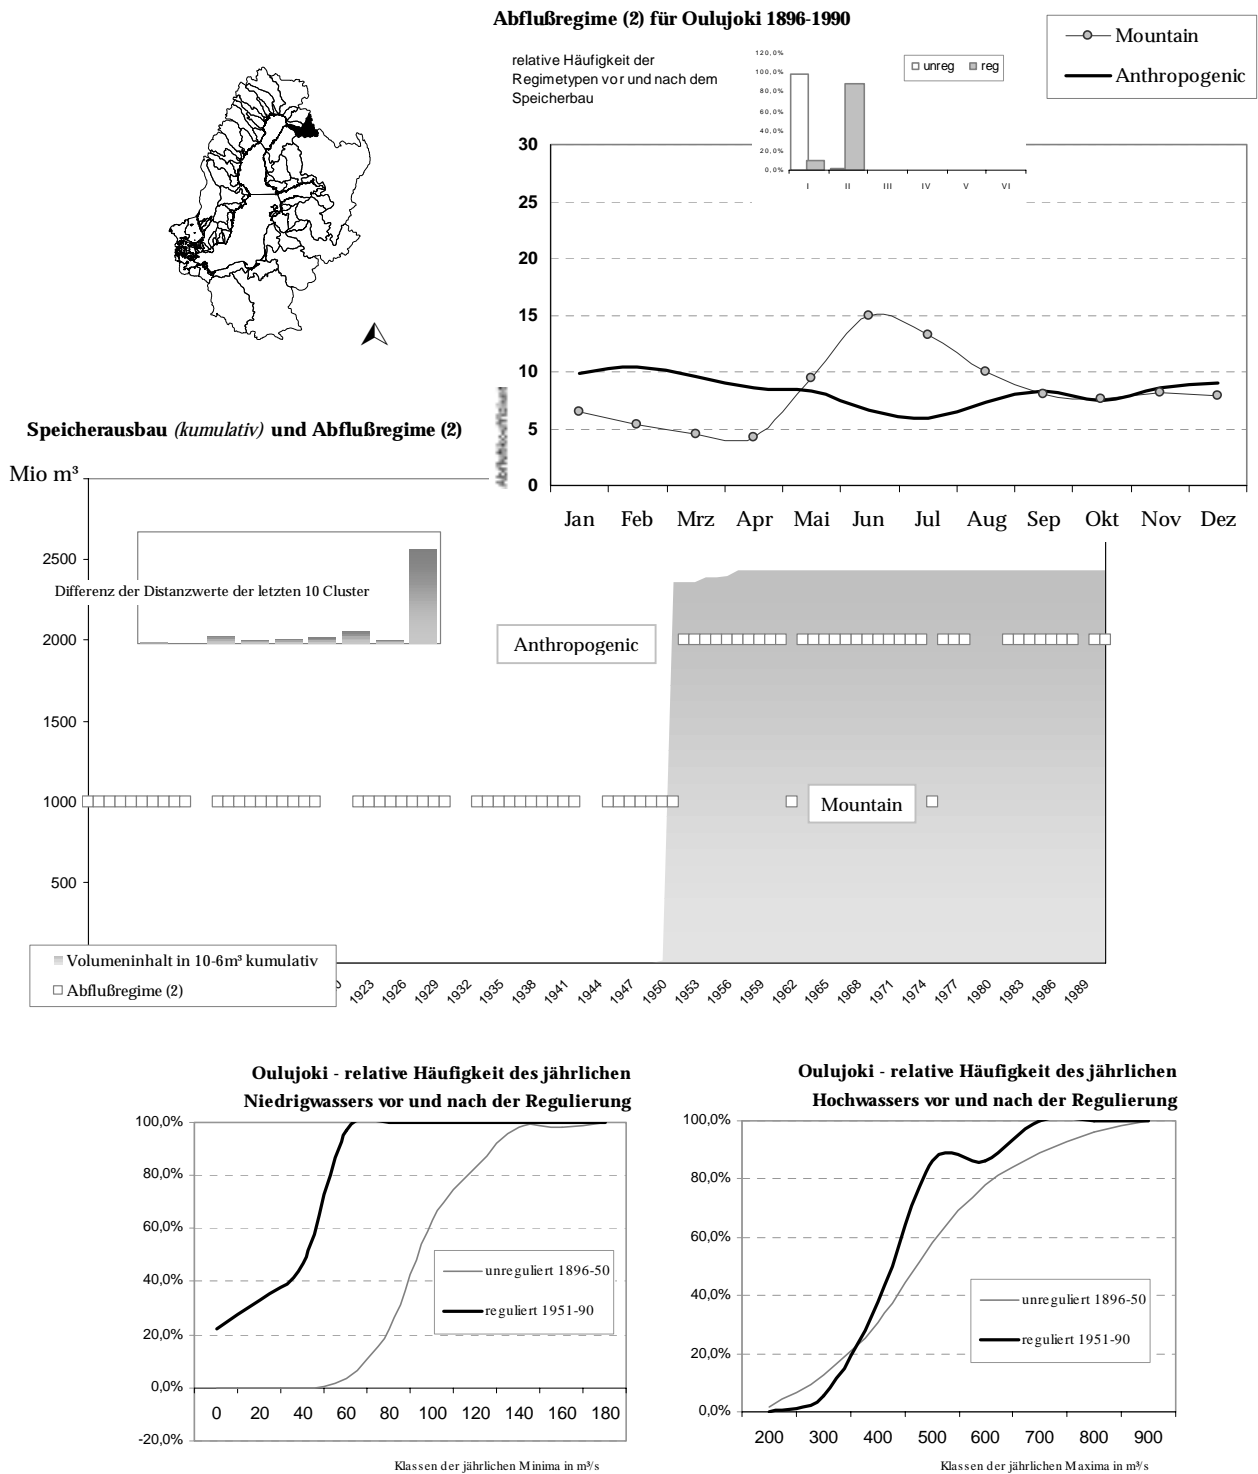 Abflußregime (2) für Oulujoki 1896-1990
Mountain
Anthropogenic
relative Häufigkeit der
Regimetypen vor und nach dem
Speicherbau
120,0%
100,0%
80,0%
60,0%
40,0%
20,0%
0,0%
I II III IV V VI
unreg reg
30
25
20
15
10
5
0
Abflußkoeffizient
Jan Feb Mrz Apr Mai Jun Jul Aug Sep Okt Nov Dez
Speicherausbau (kumulativ) und Abflußregime (2)
Mio m³
2500
2000
1500
1000
500
Differenz der Distanzwerte der letzten 10 Cluster
Anthropogenic
Mountain
Volumeninhalt in 10-6m³ kumulativ
Abflußregime (2)
1923 1926 1929 1932 1935 1938 1941 1944 1947 1950 1953 1956 1959 1962 1965 1968 1971 1974 1977 1980 1983 1986 1989
Oulujoki - relative Häufigkeit des jährlichen
Niedrigwassers vor und nach der Regulierung
100,0%
80,0%
60,0%
40,0%
20,0%
0,0%
-20,0%
0 20 40 60 80 100 120 140 160 180
unreguliert 1896-50
reguliert 1951-90
Klassen der jährlichen Minima in m³/s
Oulujoki - relative Häufigkeit des jährlichen
Hochwassers vor und nach der Regulierung
100,0%
80,0%
60,0%
40,0%
20,0%
0,0%
200 300 400 500 600 700 800 900
unreguliert 1896-50
reguliert 1951-90
Klassen der jährlichen Maxima in m³/s